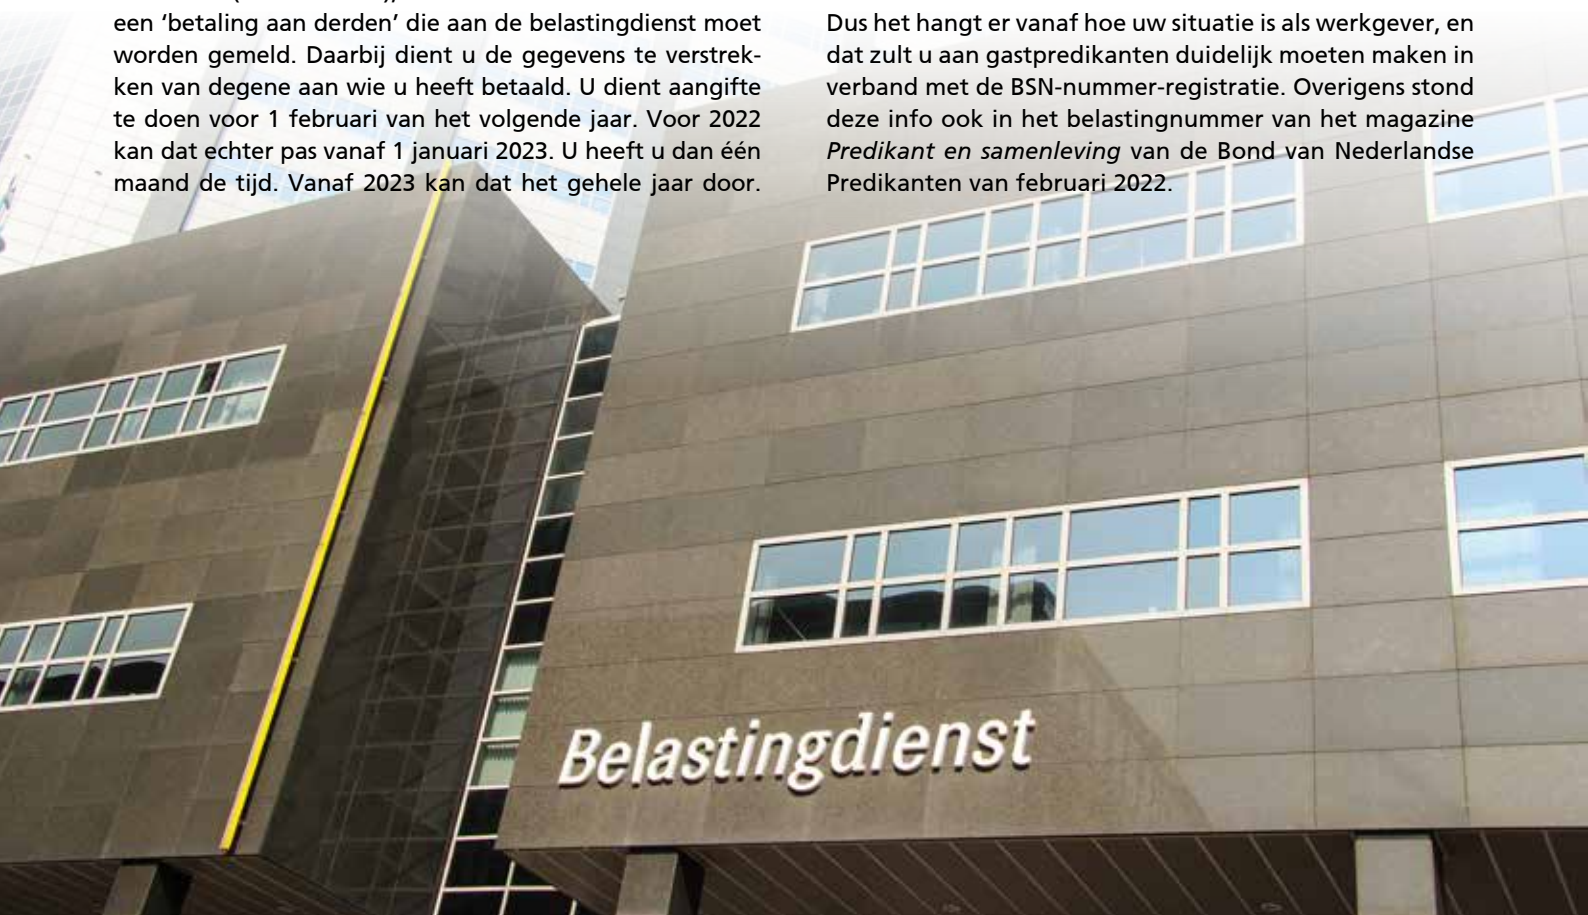 een ‘betaling aan derden’ die aan de belastingdienst moet
worden gemeld. Daarbij dient u de gegevens te verstrek-
ken van degene aan wie u heeft betaald. U dient aangifte
te doen voor 1 februari van het volgende jaar. Voor 2022
kan dat echter pas vanaf 1 januari 2023. U heeft u dan één
maand de tijd. Vanaf 2023 kan dat het gehele jaar door.
Dus het hangt er vanaf hoe uw situatie is als werkgever, en
dat zult u aan gastpredikanten duidelijk moeten maken in
verband met de BSN-nummer-registratie. Overigens stond
deze info ook in het belastingnummer van het magazine
Predikant en samenleving van de Bond van Nederlandse
Predikanten van februari 2022.
Belastingdienst